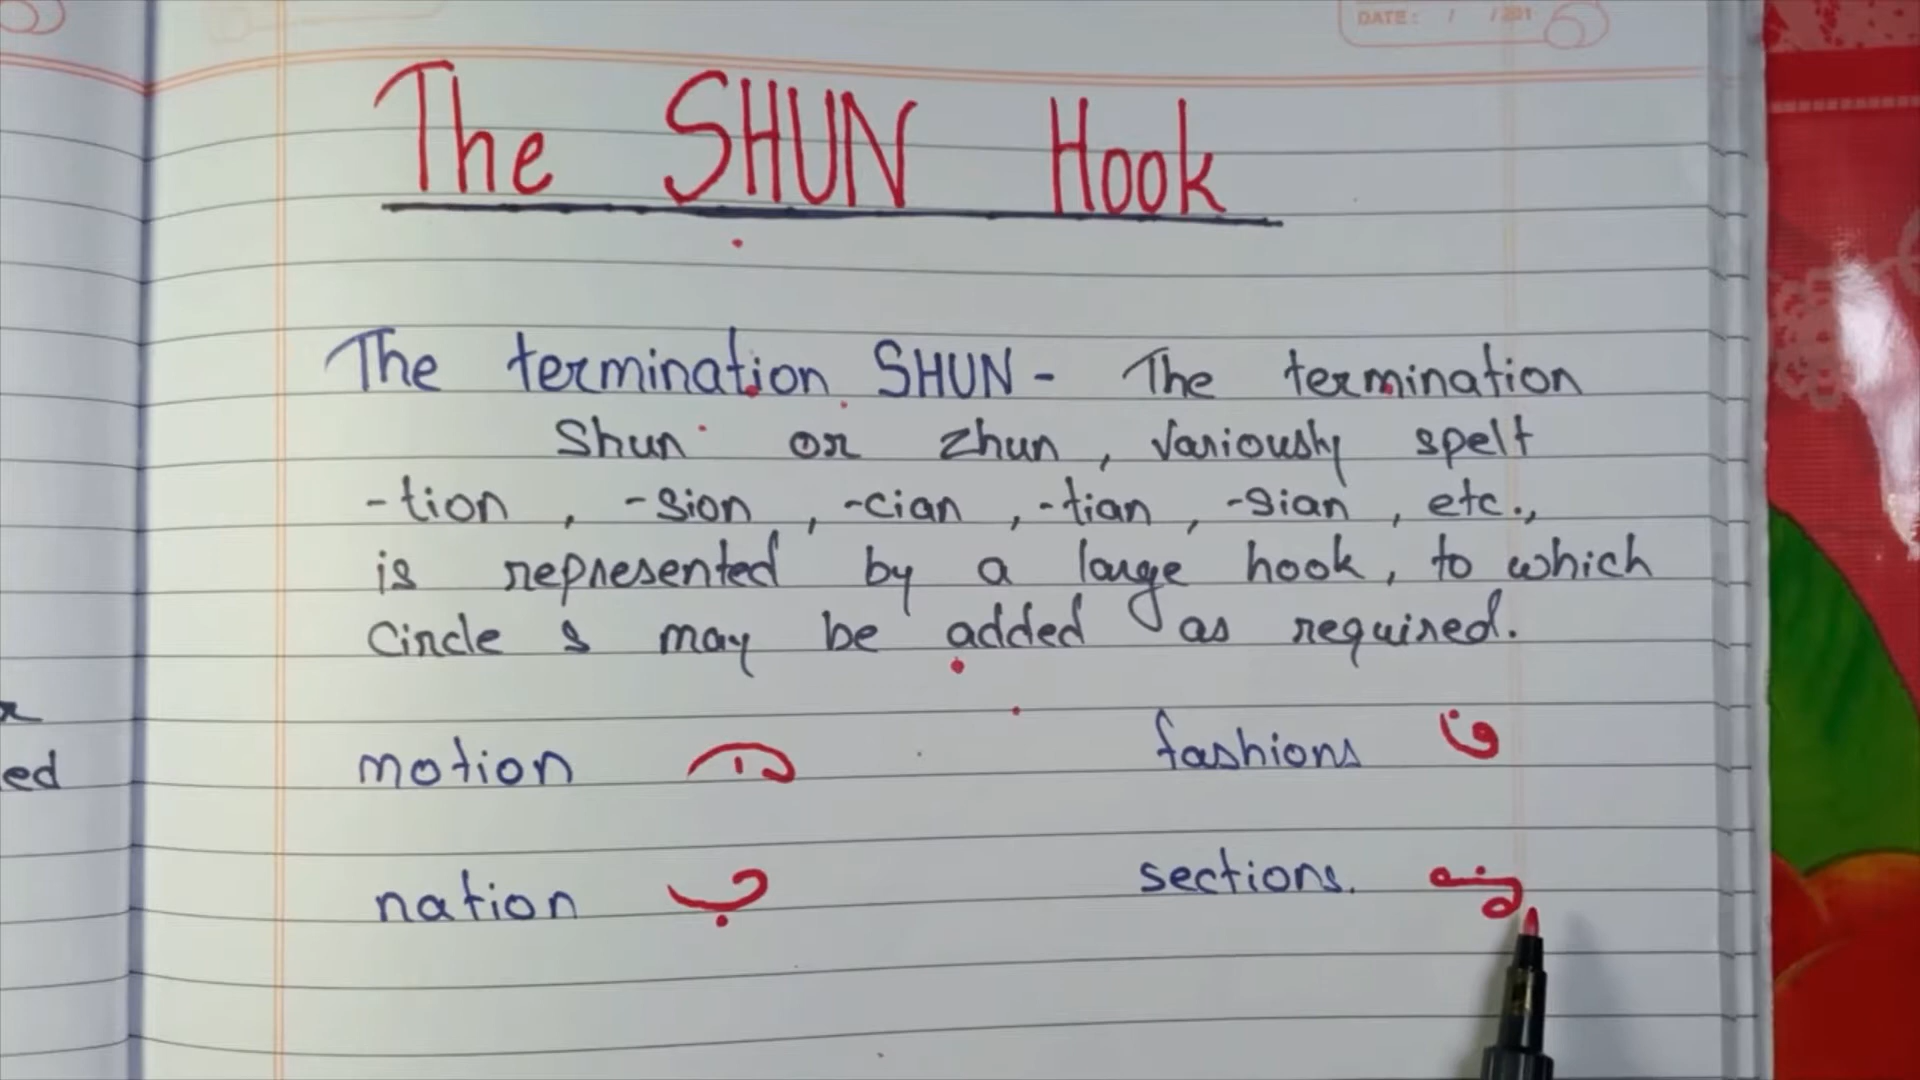 DATE: / /201
The SHUN Hook
The termination SHUN - The termination
Shun or zhun, variously spelt
-tion, -sion, -cian, -tian, -sian, etc.,
is represented by a large hook, to which
Circle s may be added as required.
ed
motion fashions
nation sections.